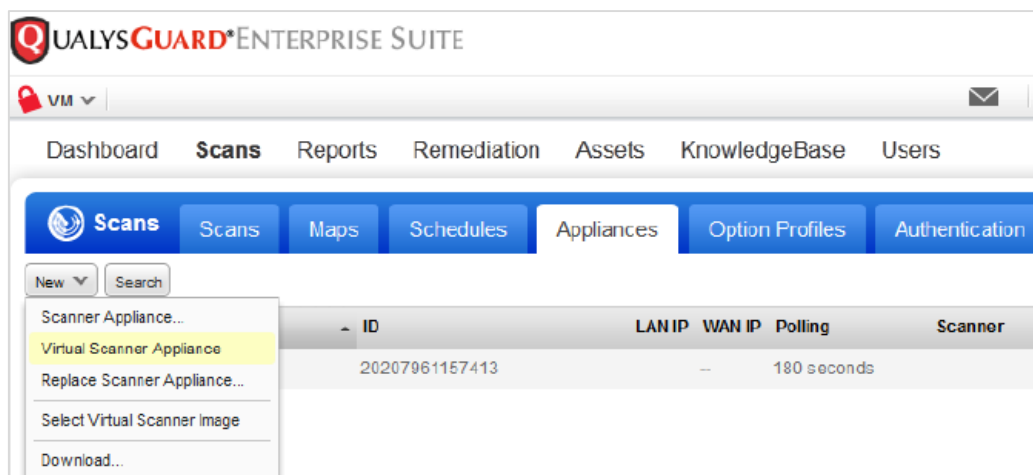 QUALYSGUARD® ENTERPRISE SUITE
VM
Dashboard Scans Reports Remediation Assets KnowledgeBase Users
Scans Scans Maps Schedules Appliances Option Profiles Authentication
New Search
Scanner Appliance...
ID LAN IP WAN IP Polling Scanner
Virtual Scanner Appliance
20207961157413 -- 180 seconds
Replace Scanner Appliance...
Select Virtual Scanner Image
Download...